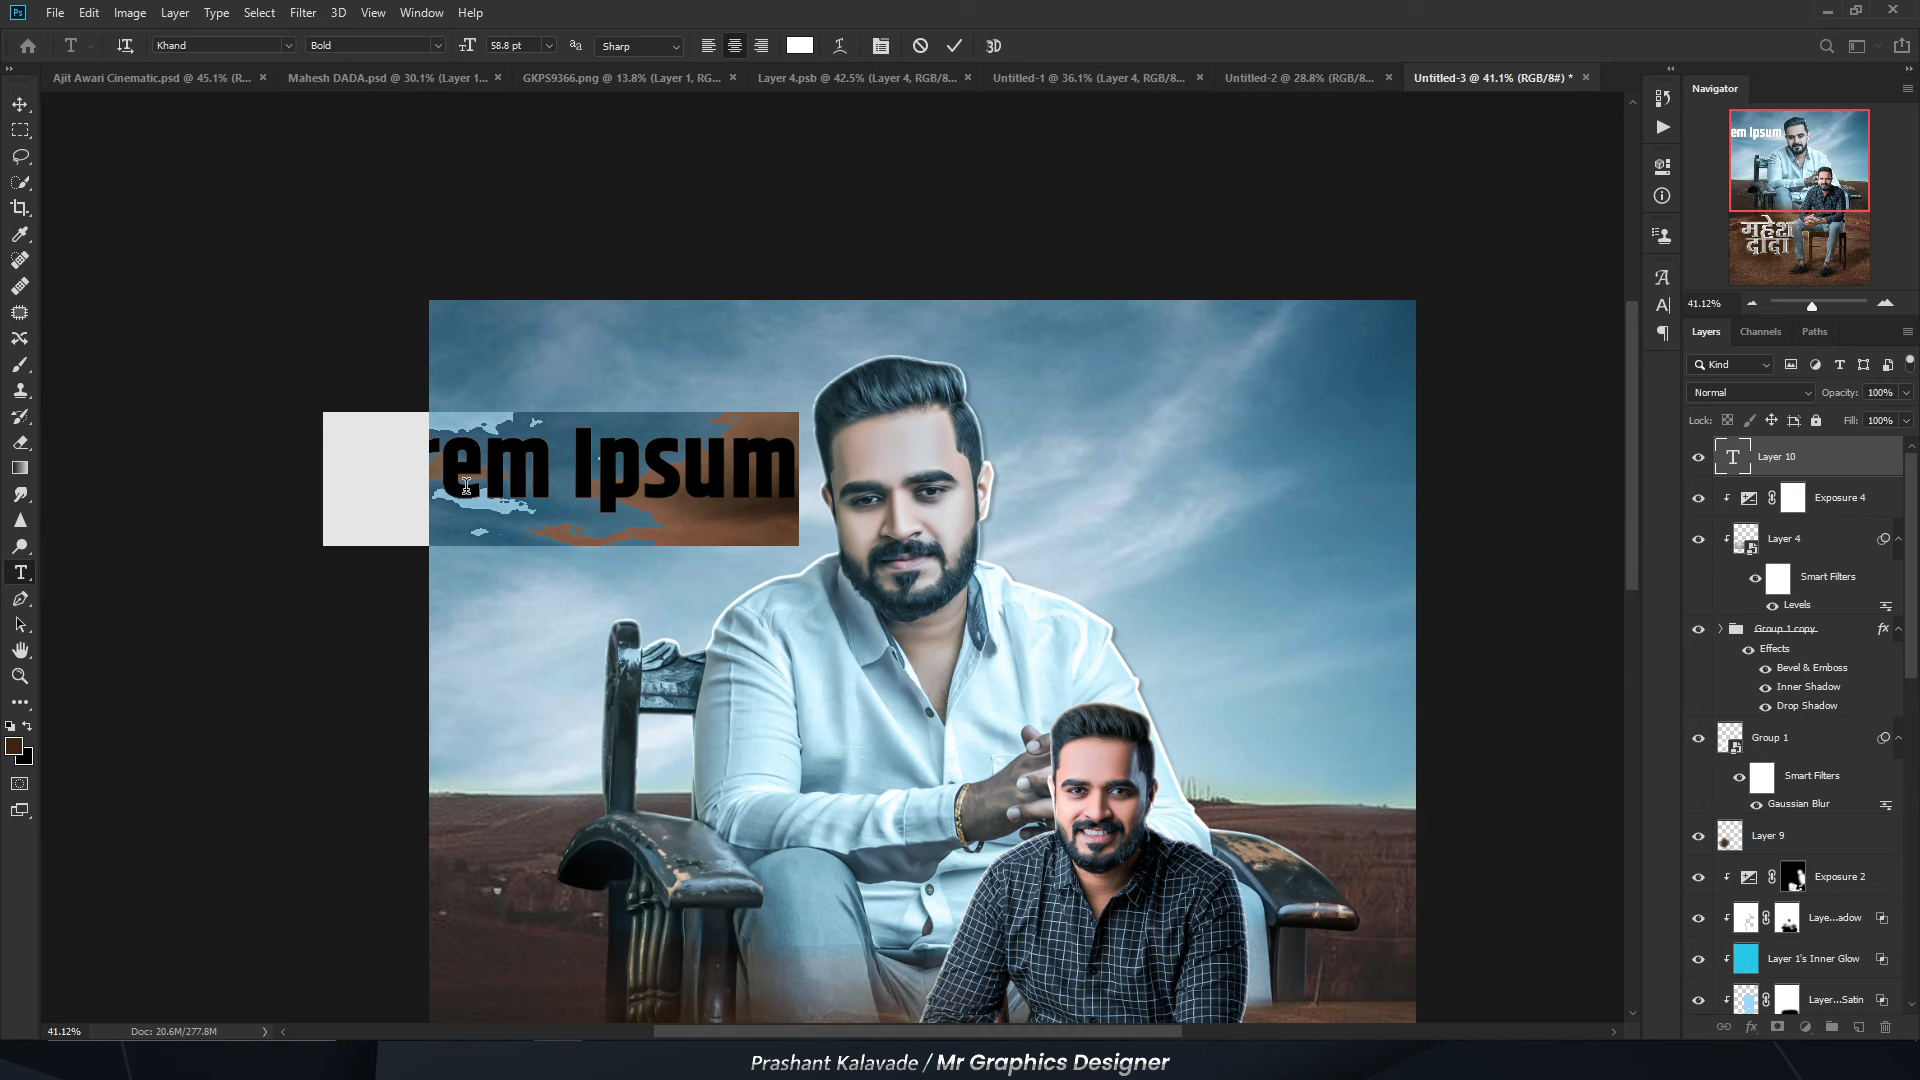 Ps File Edit Image Layer Type Select Filter 3D View Window Help
Khand Bold 58.8 pt Sharp 3D
Ajit Awari Cinematic.psd @ 45.1% (R... Mahesh DADA.psd @ 30.1% (Layer 1... GKPS9366.png @ 13.8% (Layer 1, RG... Layer 4.psb @ 42.5% (Layer 4, RGB/8... Untitled-1 @ 36.1% (Layer 4, RGB/8... Untitled-2 @ 28.8% (RGB/8... Untitled-3 @ 41.1% (RGB/8#) *
Navigator
em Ipsum
महेश
दादा
41.12%
Layers Channels Paths
Kind
Normal Opacity: 100%
Lock: Fill: 100%
Layer 10
Exposure 4
Layer 4
Smart Filters
Levels
Group 1 copy fx
Effects
Bevel & Emboss
Inner Shadow
Drop Shadow
Group 1
Smart Filters
Gaussian Blur
Layer 9
Exposure 2
Laye...adow
Layer 1's Inner Glow
Layer...Satin
rem Ipsum
41.12% Doc: 20.6M/277.8M
Prashant Kalavade / Mr Graphics Designer